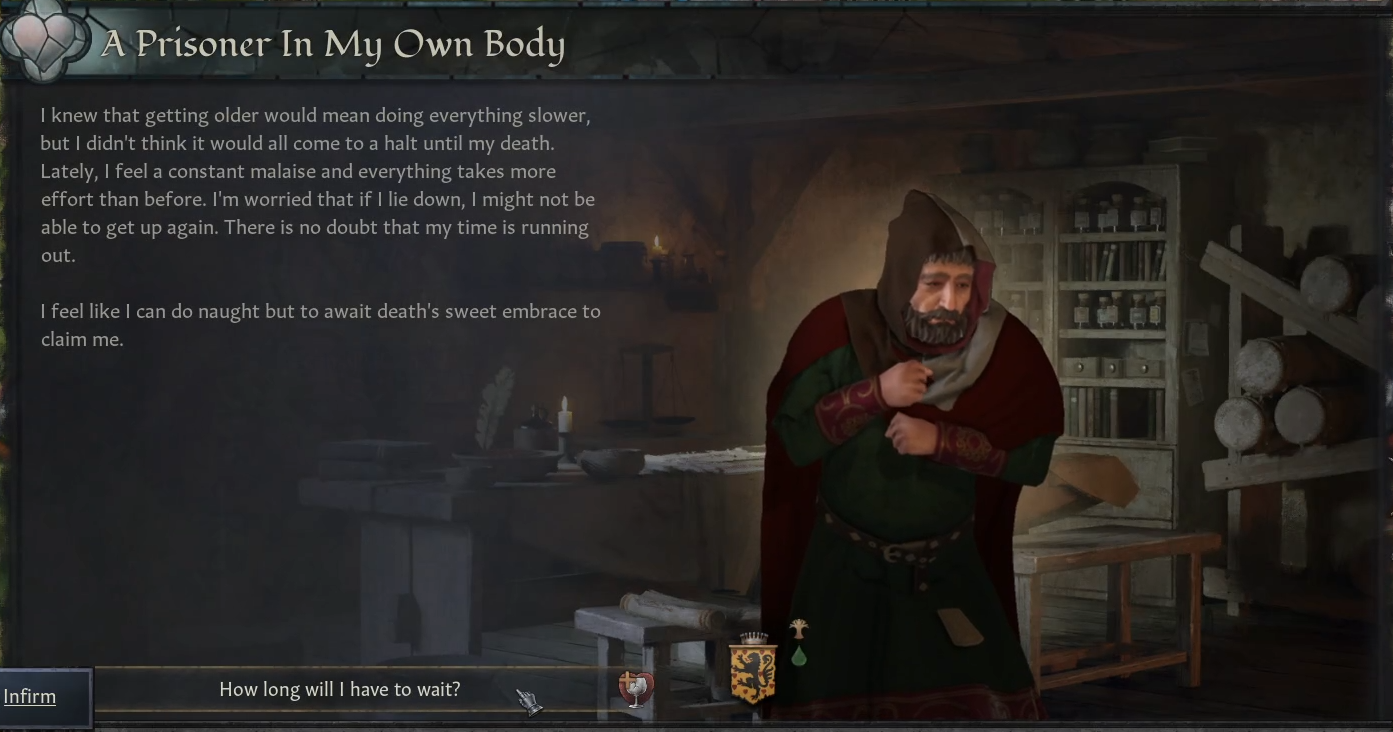 A Prisoner In My Own Body
I knew that getting older would mean doing everything slower,
but I didn't think it would all come to a halt until my death.
Lately, I feel a constant malaise and everything takes more
effort than before. I'm worried that if I lie down, I might not be
able to get up again. There is no doubt that my time is running
out.
I feel like I can do naught but to await death's sweet embrace to
claim me.
Infirm
How long will I have to wait?